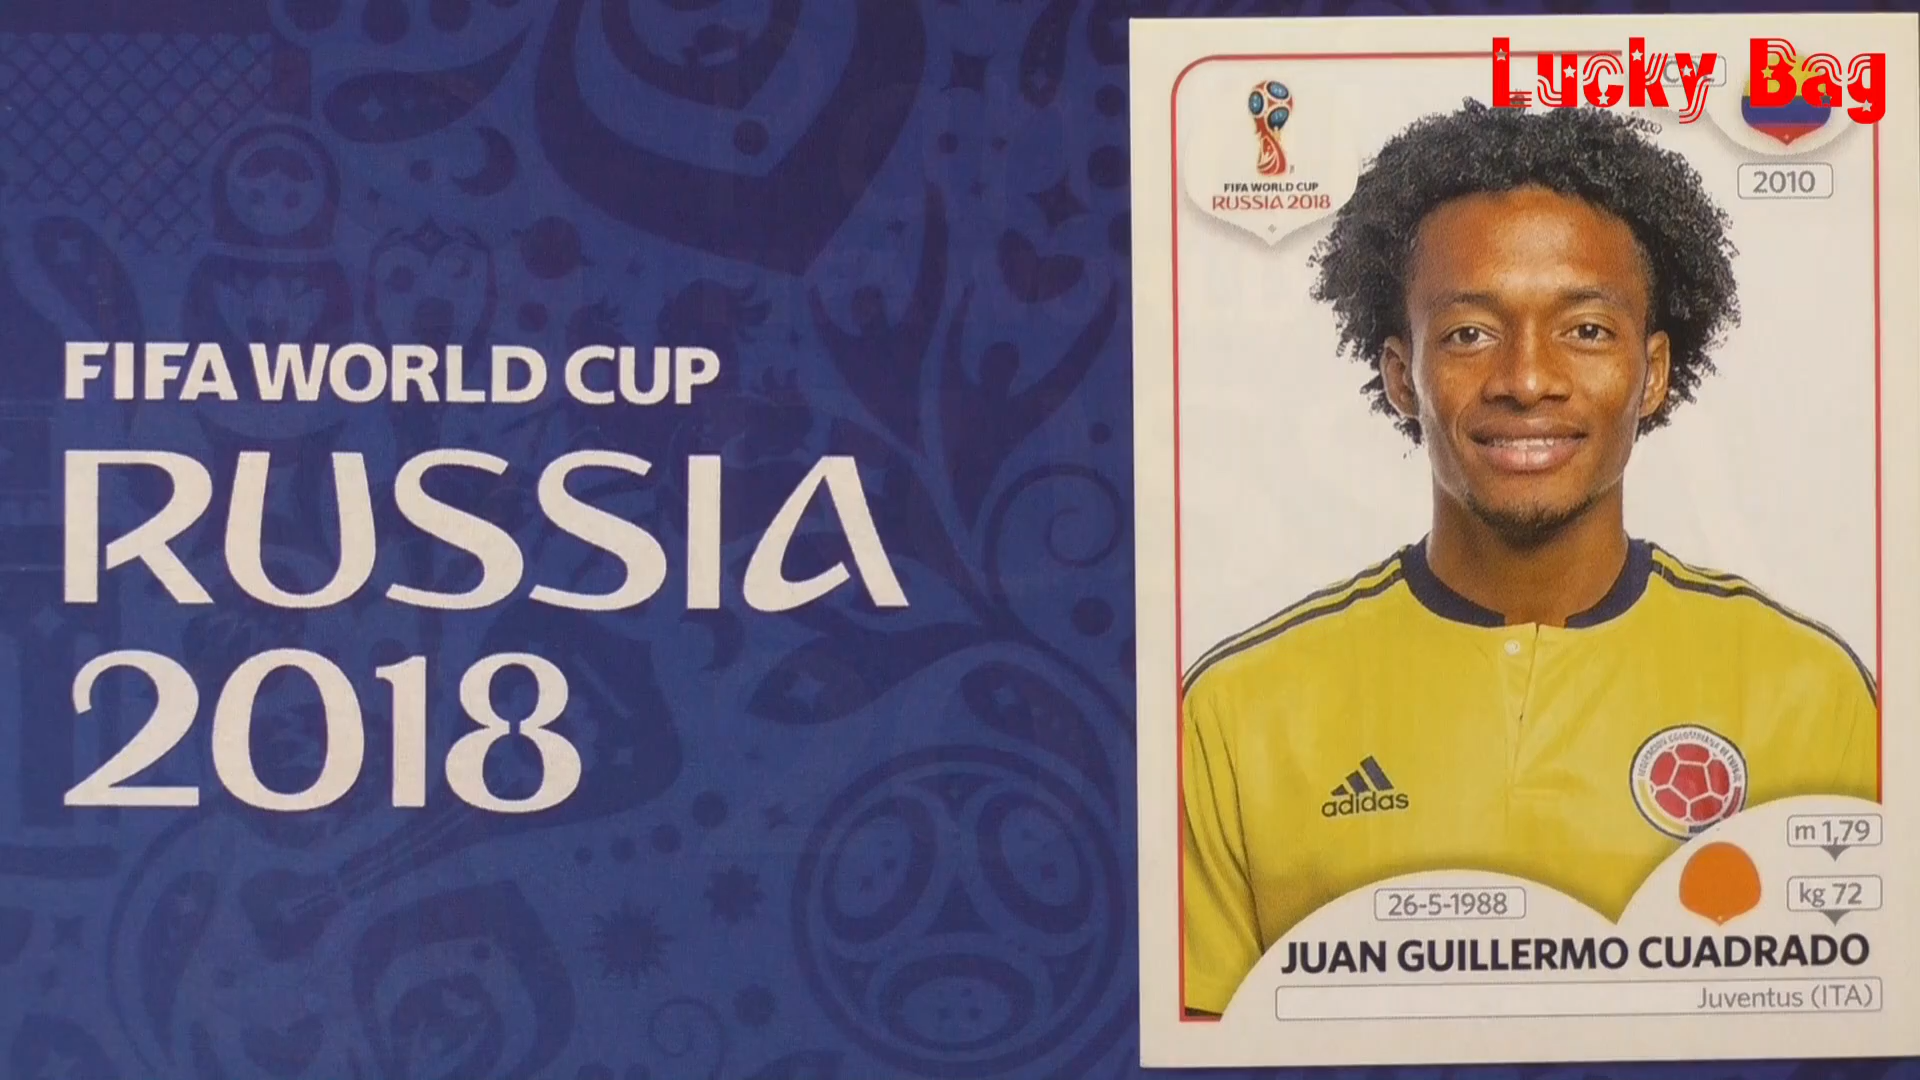 FIFA WORLD CUP
RUSSIA
2018
Lucky Bag
FIFA WORLD CUP
RUSSIA 2018
2010
adidas
m 1,79
kg 72
26-5-1988
JUAN GUILLERMO CUADRADO
Juventus (ITA)